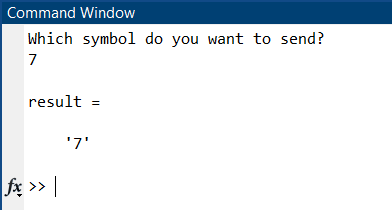 Command Window
Which symbol do you want to send?
7
result =
'7'
fx >>